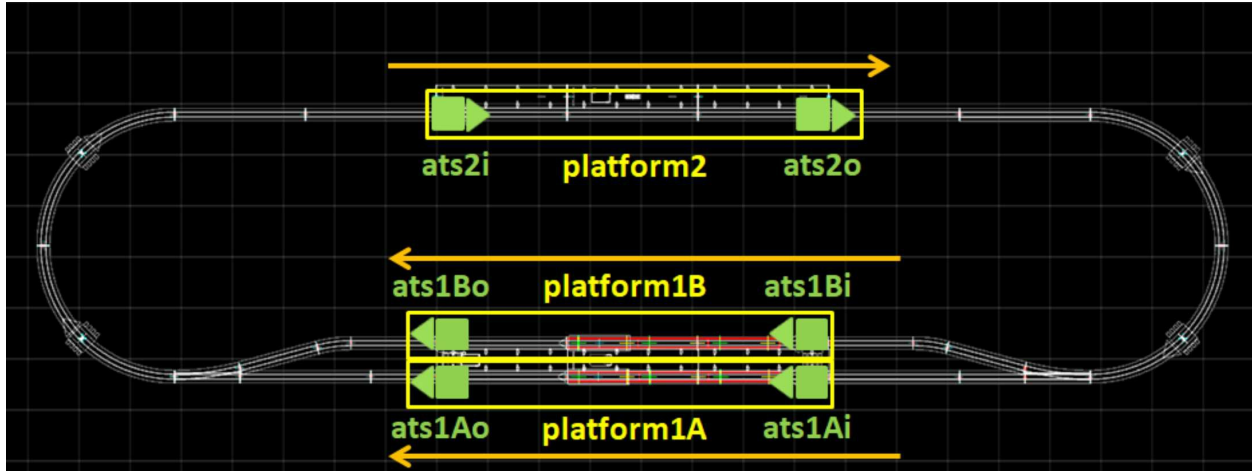 ats2i platform2 ats2o
ats1Bo platform1B ats1Bi
ats1Ao platform1A ats1Ai